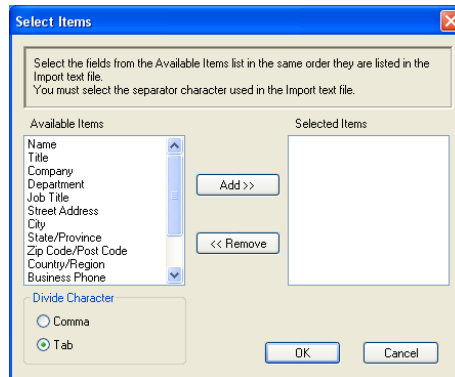 Select Items
Select the fields from the Available Items list in the same order they are listed in the
Import text file.
You must select the separator character used in the Import text file.
Available Items
Selected Items
Name
Title
Company
Department
Job Title
Street Address
City
State/Province
Zip Code/Post Code
Country/Region
Business Phone
Add >>
<< Remove
Divide Character
Comma
Tab
OK
Cancel